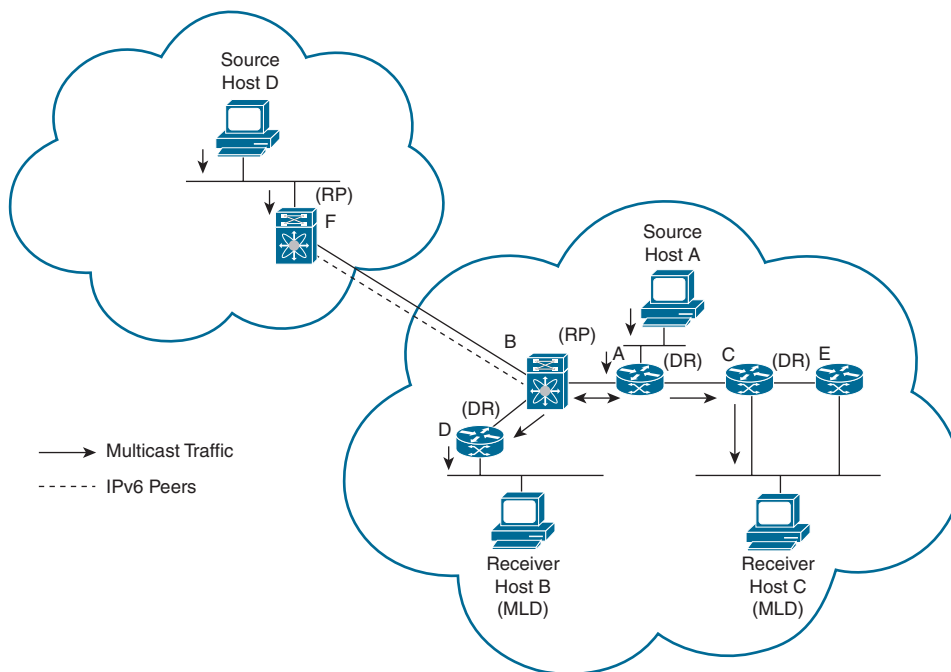 Source
Host D
(RP)
F
Source
Host A
B
(RP)
A
(DR)
C
(DR)
E
(DR)
D
Multicast Traffic
IPv6 Peers
Receiver
Host B
(MLD)
Receiver
Host C
(MLD)